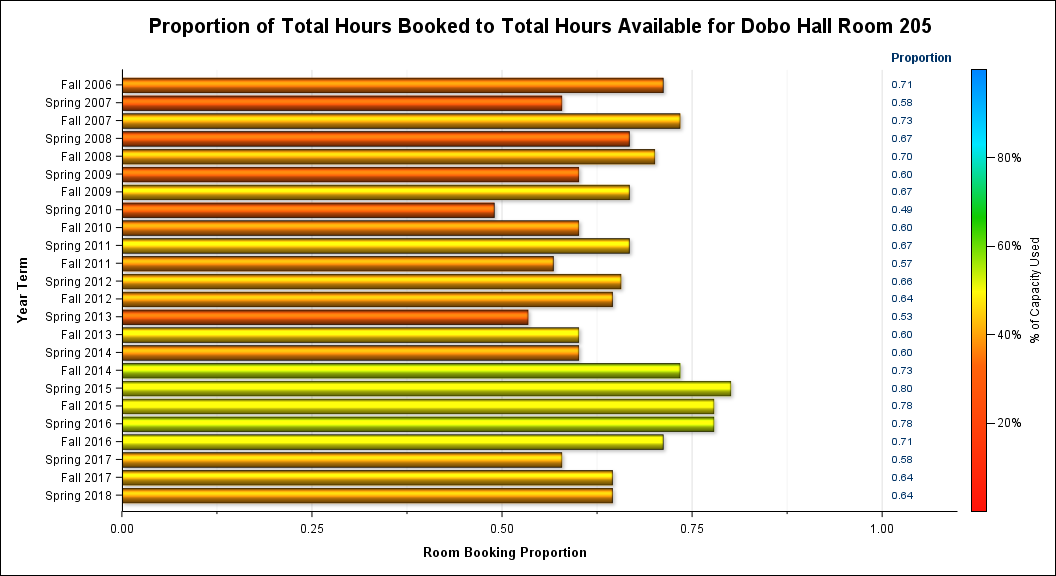 Proportion of Total Hours Booked to Total Hours Available for Dobo Hall Room 205
Proportion
Fall 2006 0.71
Spring 2007 0.58
Fall 2007 0.73
Spring 2008 0.67
Fall 2008 0.70
Spring 2009 0.60
Fall 2009 0.67
Spring 2010 0.49
Fall 2010 0.60
Spring 2011 0.67
Fall 2011 0.57
Spring 2012 0.66
Fall 2012 0.64
Spring 2013 0.53
Fall 2013 0.60
Spring 2014 0.60
Fall 2014 0.73
Spring 2015 0.80
Fall 2015 0.78
Spring 2016 0.78
Fall 2016 0.71
Spring 2017 0.58
Fall 2017 0.64
Spring 2018 0.64
Year Term
0.00 0.25 0.50 0.75 1.00
Room Booking Proportion
80%
60%
40%
20%
% of Capacity Used